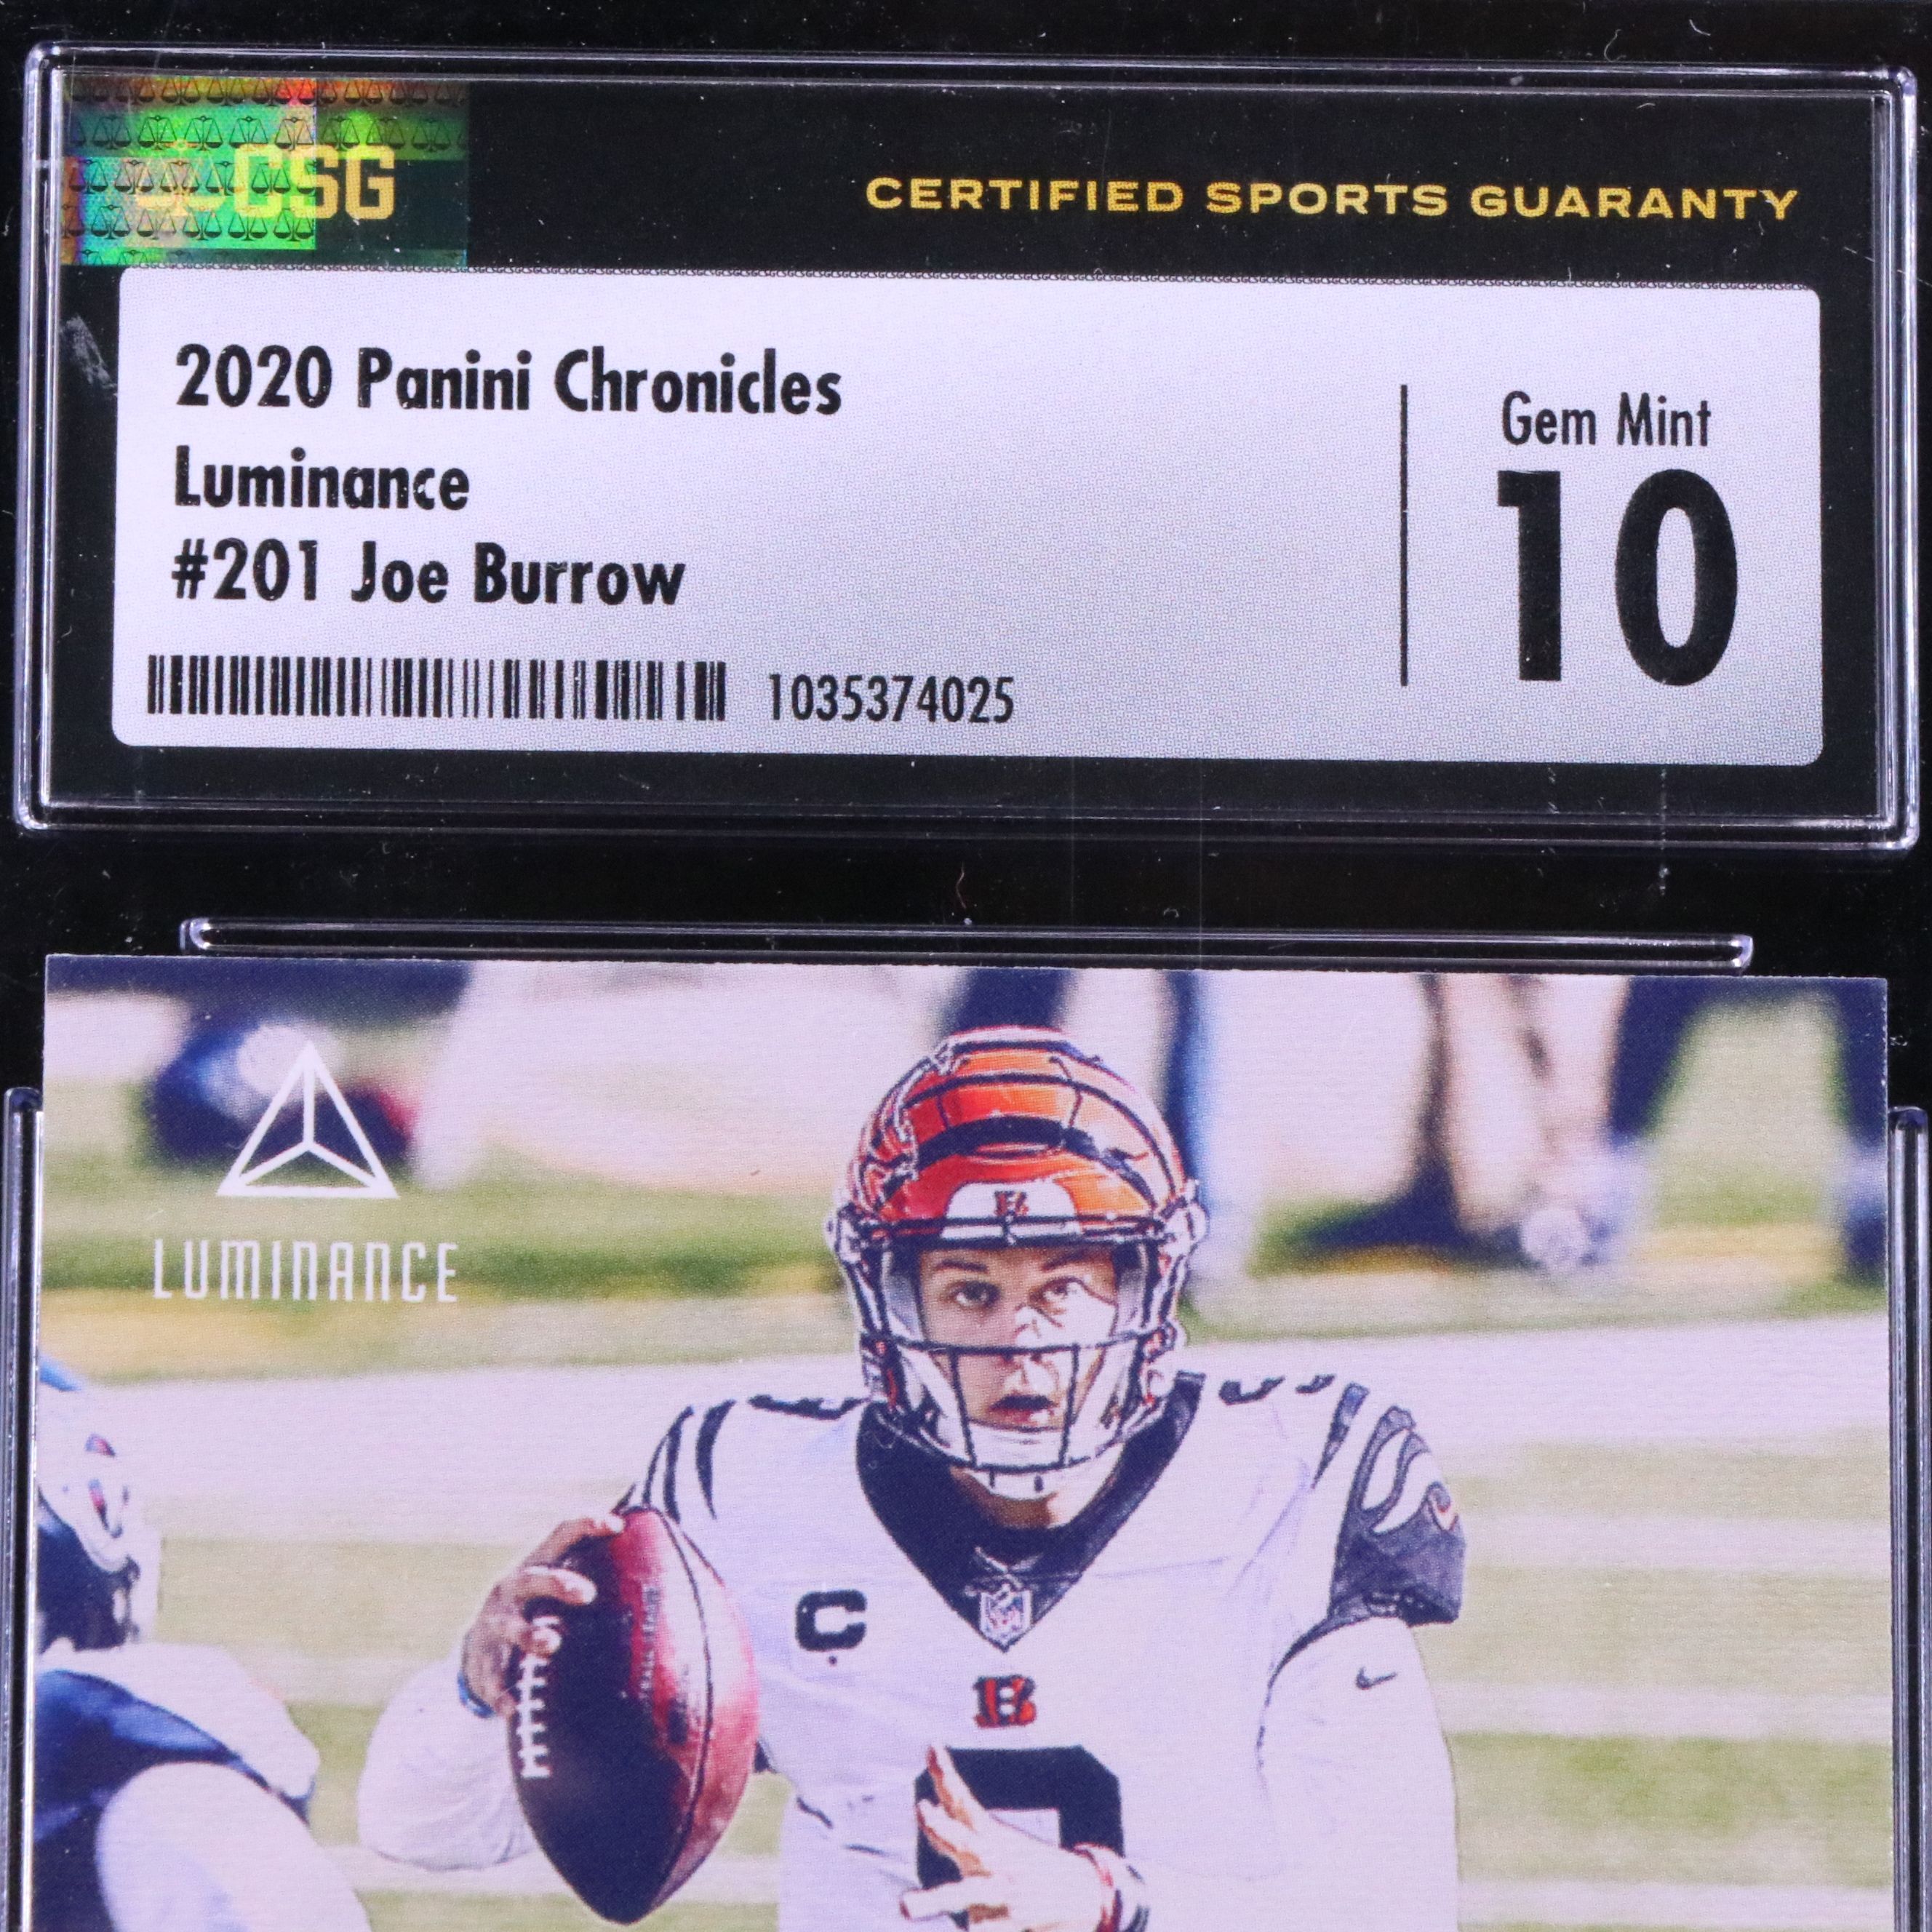 CSG
CERTIFIED SPORTS GUARANTY
2020 Panini Chronicles
Luminance
#201 Joe Burrow
1035374025
Gem Mint
10
LUMINANCE
C
B